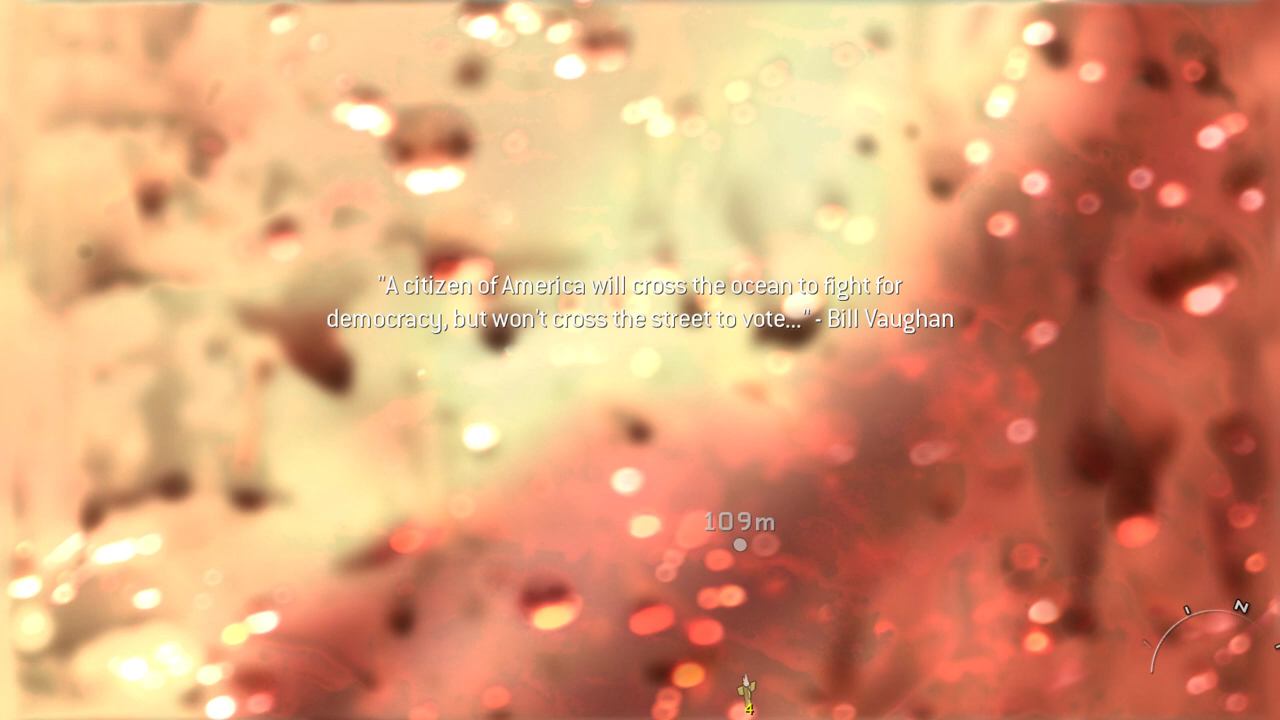 "A citizen of America will cross the ocean to fight for
democracy, but won't cross the street to vote..." - Bill Vaughan
109m
N
4